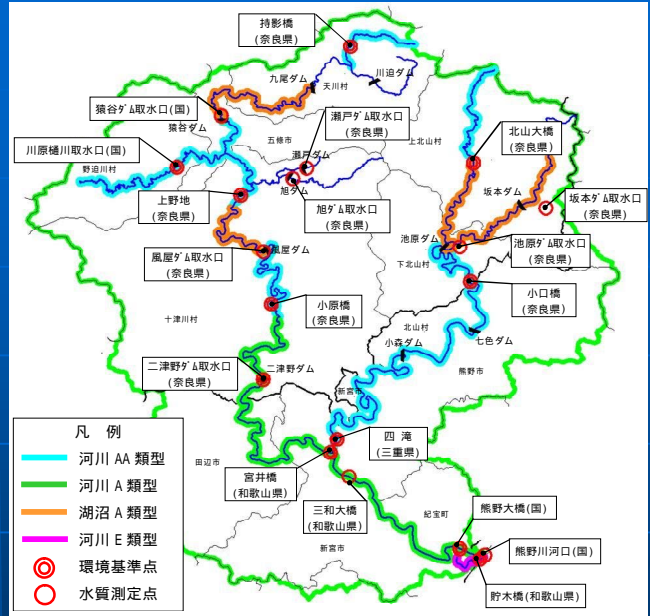 持影橋
(奈良県)
九尾ダム
川迫ダム
天川村
猿谷ダム取水口(国)
猿谷ダム
瀬戸ダム取水口
(奈良県)
川原樋川取水口(国)
五條市
上北山村
北山大橋
(奈良県)
野迫川村
瀬戸ダム
旭ダム
坂本ダム
坂本ダム取水口
(奈良県)
上野地
(奈良県)
旭ダム取水口
(奈良県)
池原ダム
池原ダム取水口
(奈良県)
風屋ダム取水口
(奈良県)
風屋ダム
下北山村
小口橋
(奈良県)
小原橋
(奈良県)
十津川村
北山村
七色ダム
小森ダム
二津野ダム取水口
(奈良県)
二津野ダム
熊野市
新宮市
凡 例
河川 AA 類型
河川 A 類型
湖沼 A 類型
河川 E 類型
環境基準点
水質測定点
四 滝
(三重県)
田辺市
宮井橋
(和歌山県)
三和大橋
(和歌山県)
紀宝町
熊野大橋(国)
新宮市
熊野川河口(国)
貯木橋(和歌山県)